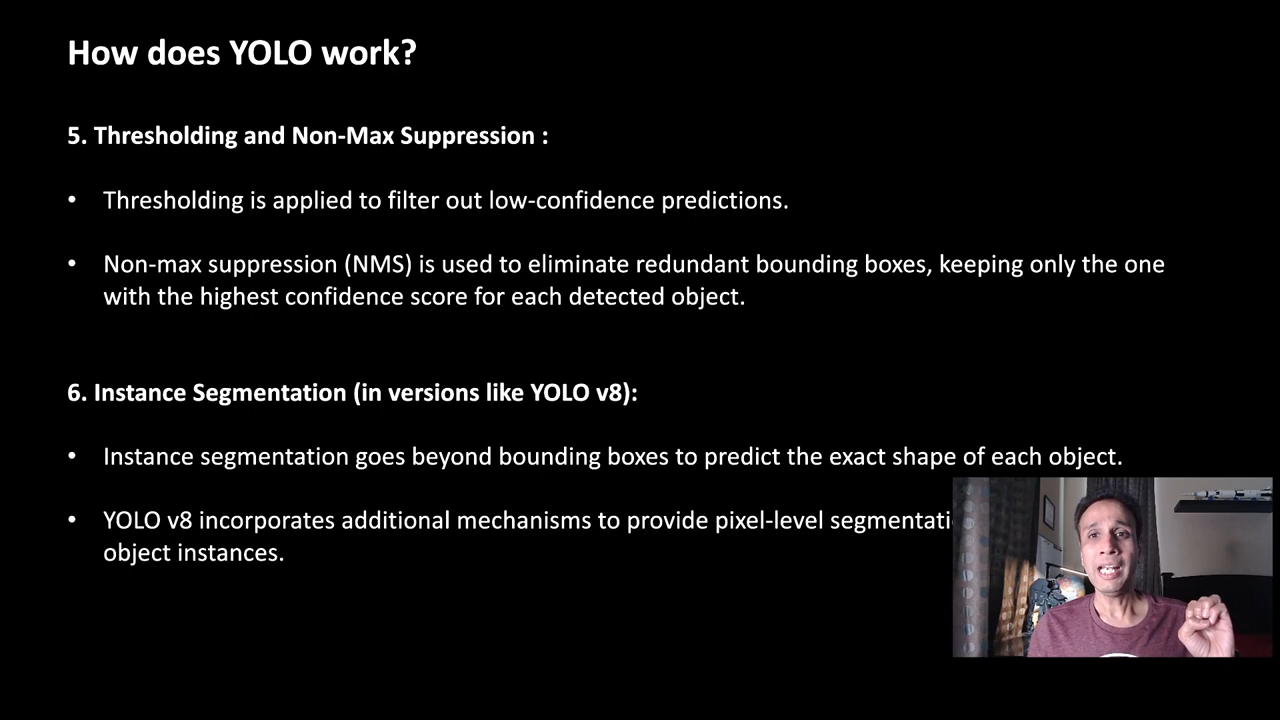 How does YOLO work?
5. Thresholding and Non-Max Suppression :
• Thresholding is applied to filter out low-confidence predictions.
• Non-max suppression (NMS) is used to eliminate redundant bounding boxes, keeping only the one
with the highest confidence score for each detected object.
6. Instance Segmentation (in versions like YOLO v8):
• Instance segmentation goes beyond bounding boxes to predict the exact shape of each object.
• YOLO v8 incorporates additional mechanisms to provide pixel-level
object instances.